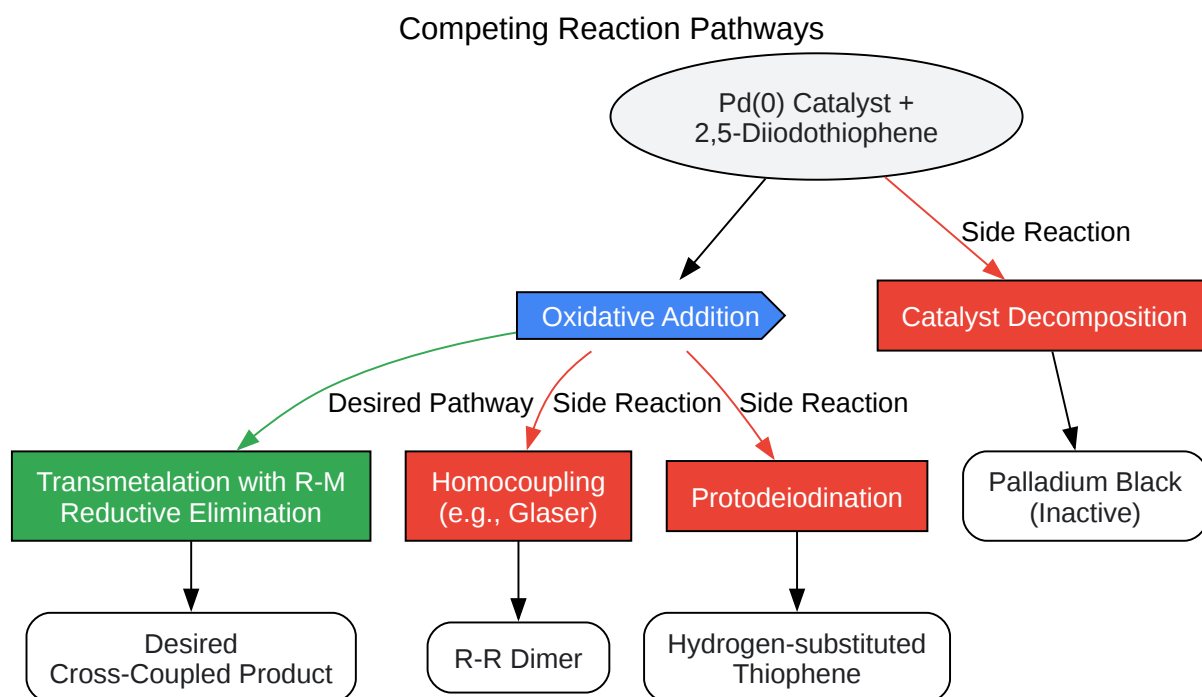 Competing Reaction Pathways
Pd(0) Catalyst +
2,5-Diiodothiophene
Side Reaction
Oxidative Addition
Catalyst Decomposition
Desired Pathway
Side Reaction
Side Reaction
Transmetalation with R-M
Reductive Elimination
Homocoupling
(e.g., Glaser)
Protodeiodination
Palladium Black
(Inactive)
Desired
Cross-Coupled Product
R-R Dimer
Hydrogen-substituted
Thiophene